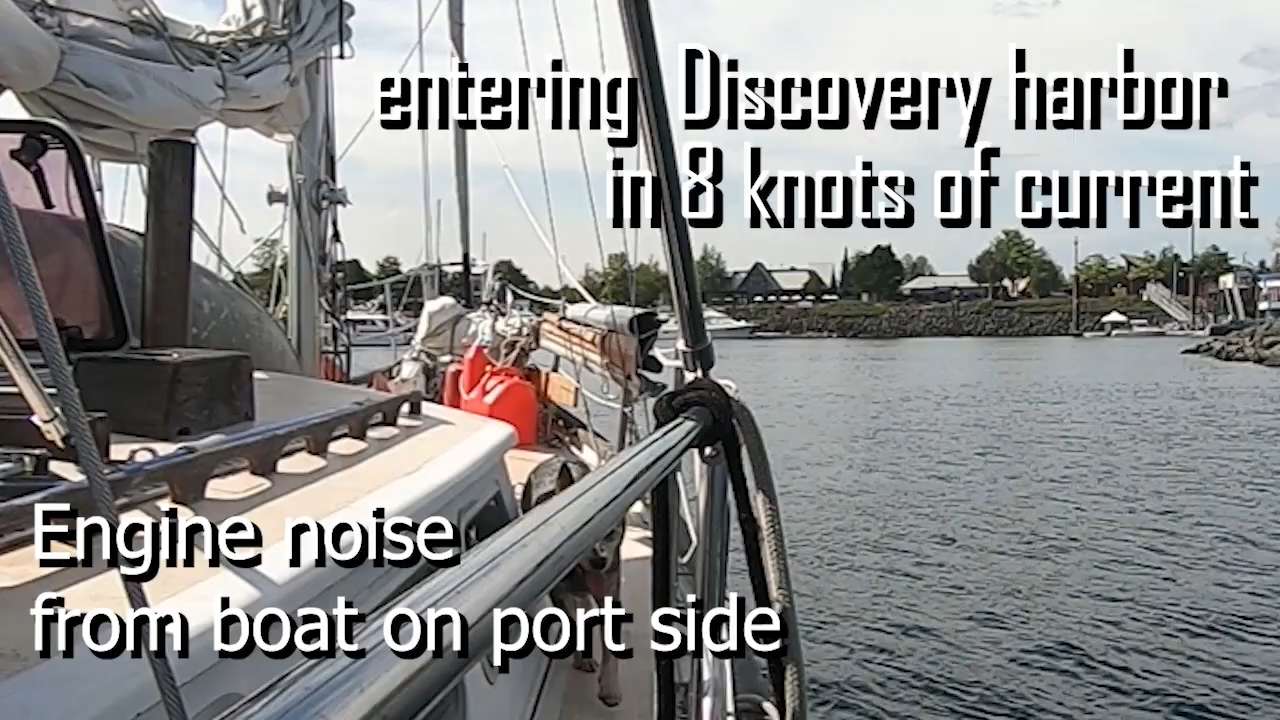 entering Discovery harbor
in 8 knots of current
Engine noise
from boat on port side